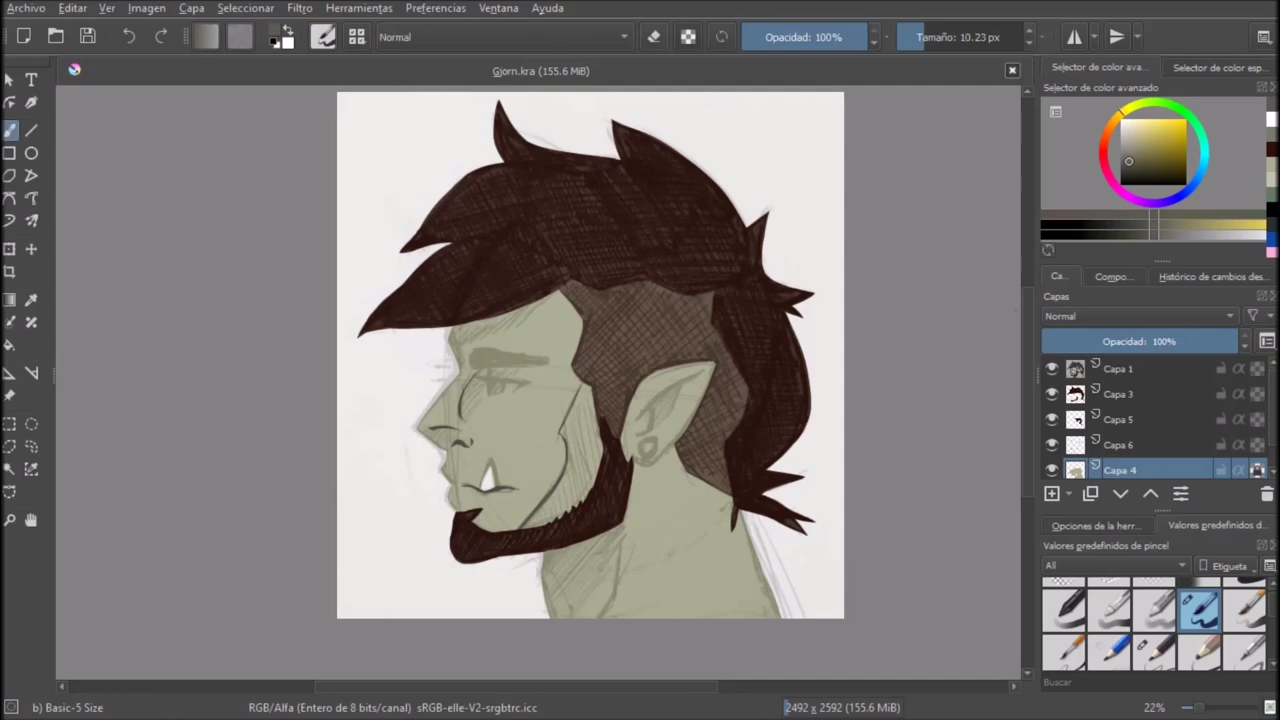 Archivo Editar Ver Imagen Capa Seleccionar Filtro Herramientas Preferencias Ventana Ayuda
Normal Opacidad: 100% Tamaño: 10.23 px
Gjorn.kra (155.6 MiB)
Selector de color ava... Selector de color esp...
Selector de color avanzado
Ca... Compo... Histórico de cambios des...
Capas
Normal
Opacidad: 100%
Capa 1
Capa 3
Capa 5
Capa 6
Capa 4
Opciones de la herr... Valores predefinidos d...
Valores predefinidos de pincel
All Etiqueta
Buscar
b) Basic-5 Size RGB/Alfa (Entero de 8 bits/canal) sRGB-elle-V2-srgbtrc.icc 2492 x 2592 (155.6 MiB) 22%